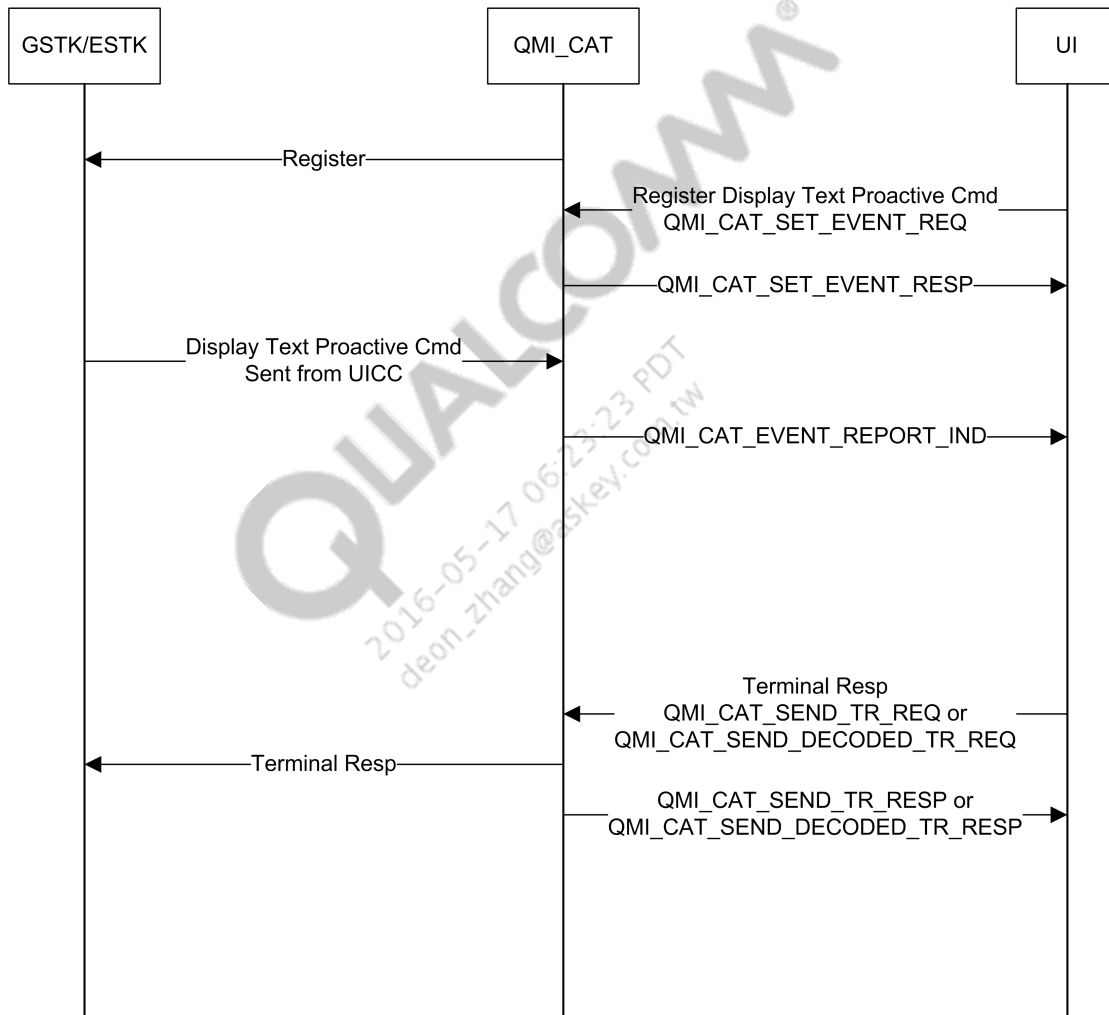 GSTK/ESTK
QMI_CAT
UI
Register
Register Display Text Proactive Cmd
QMI_CAT_SET_EVENT_REQ
QMI_CAT_SET_EVENT_RESP
Display Text Proactive Cmd
Sent from UICC
QMI_CAT_EVENT_REPORT_IND
Terminal Resp
QMI_CAT_SEND_TR_REQ or
QMI_CAT_SEND_DECODED_TR_REQ
Terminal Resp
QMI_CAT_SEND_TR_RESP or
QMI_CAT_SEND_DECODED_TR_RESP
QUALCOMM®
2016-05-17 06:23:23 PDT
deon_zhang@askey.com.tw